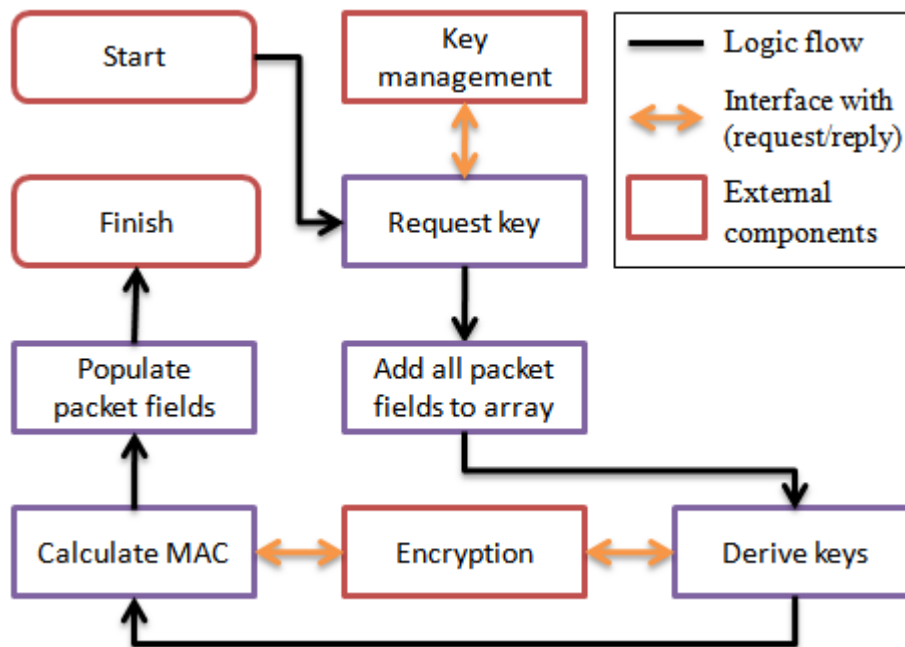 Start
Key
management
Logic flow
Interface with
(request/reply)
External
components
Finish
Request key
Populate
packet fields
Add all packet
fields to array
Calculate MAC
Encryption
Derive keys